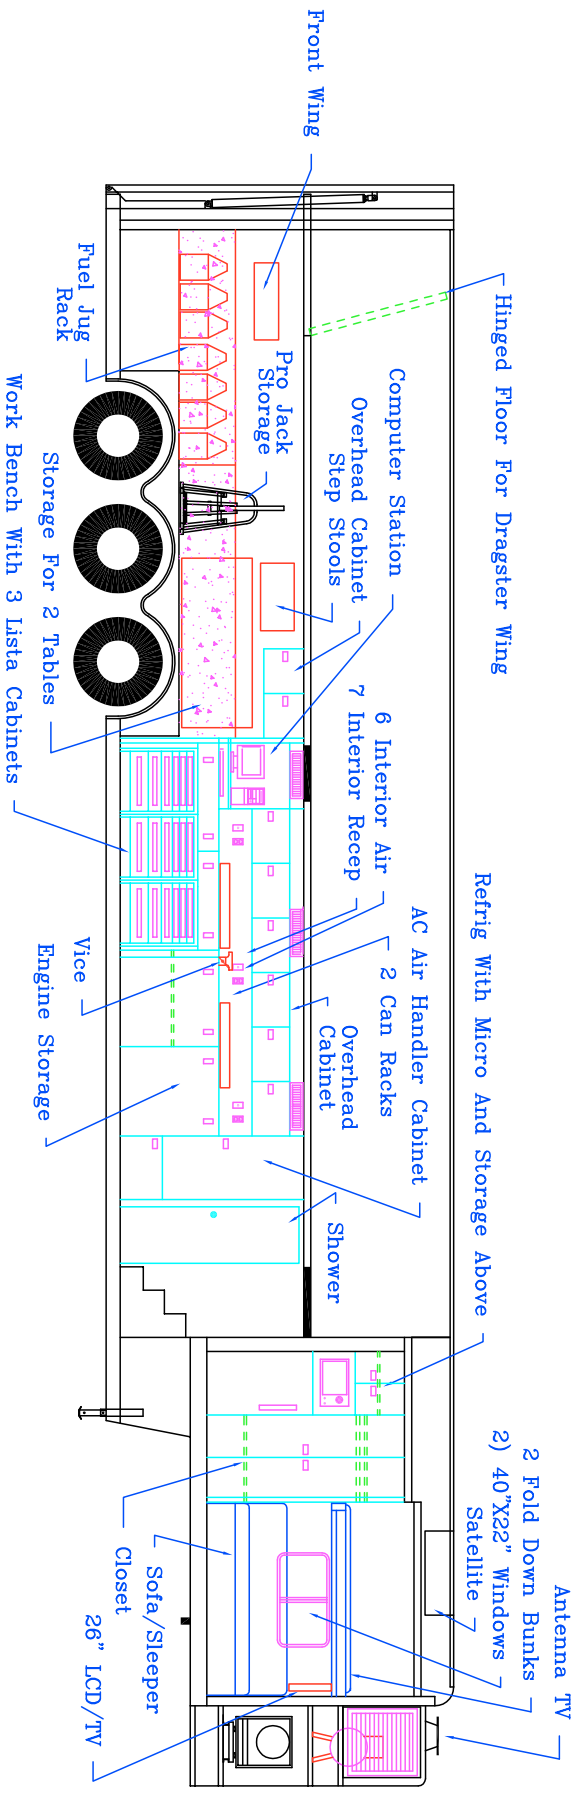 Front Wing
Hinged Floor For Dragster Wing
Fuel Jug
Rack
Pro Jack
Storage
Computer Station
Overhead Cabinet
Step Stools
Work Bench With 3 Lista Cabinets
Storage For 2 Tables
6 Interior Air
7 Interior Recep
Refrig With Micro And Storage Above
AC Air Handler Cabinet
2 Can Racks
Overhead
Cabinet
Vice
Engine Storage
Shower
Antenna TV
2 Fold Down Bunks
2) 40"X22" Windows
Satellite
Closet
Sofa/Sleeper
26" LCD/TV